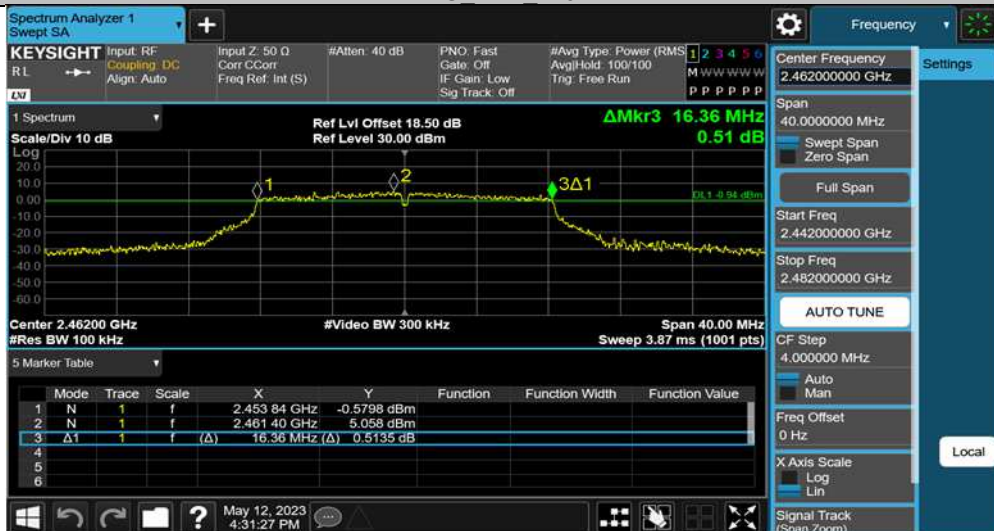 Spectrum Analyzer 1
Swept SA
+
Frequency
KEYSIGHT
RL
LXI
Input: RF
Coupling: DC
Align: Auto
Input Z: 50 Ω
Corr CCorr
Freq Ref: Int (S)
#Atten: 40 dB
PNO: Fast
Gate: Off
IF Gain: Low
Sig Track: Off
#Avg Type: Power (RMS
Avg|Hold: 100/100
Trig: Free Run
1 2 3 4 5 6
M W W W W W
P P P P P P
1 Spectrum
Scale/Div 10 dB
Log
Ref Lvl Offset 18.50 dB
Ref Level 30.00 dBm
ΔMkr3 16.36 MHz
0.51 dB
20.0
10.0
0.00
-10.0
-20.0
-30.0
-40.0
-50.0
-60.0
1
2
3Δ1
DL1 -0.94 dBm
Center 2.46200 GHz
#Res BW 100 kHz
#Video BW 300 kHz
Span 40.00 MHz
Sweep 3.87 ms (1001 pts)
5 Marker Table
Mode Trace Scale X Y Function Function Width Function Value
1 N 1 f 2.453 84 GHz -0.5798 dBm
2 N 1 f 2.461 40 GHz 5.058 dBm
3 Δ1 1 f (Δ) 16.36 MHz (Δ) 0.5135 dB
4
5
6
Center Frequency
2.462000000 GHz
Settings
Span
40.0000000 MHz
Swept Span
Zero Span
Full Span
Start Freq
2.442000000 GHz
Stop Freq
2.482000000 GHz
AUTO TUNE
CF Step
4.000000 MHz
Auto
Man
Freq Offset
0 Hz
X Axis Scale
Log
Lin
Local
Signal Track
(Span Zoom)
?
May 12, 2023
4:31:27 PM